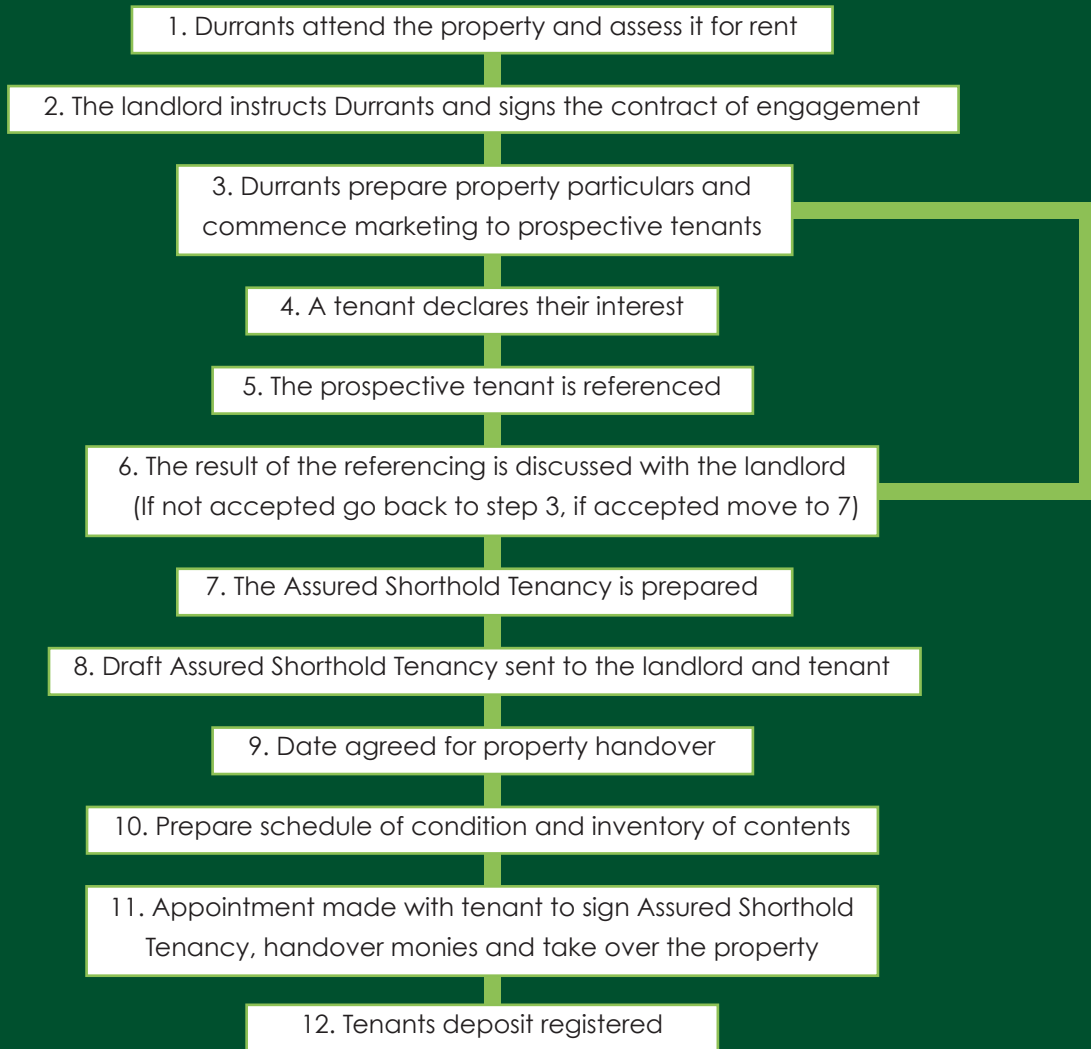 1. Durrants attend the property and assess it for rent
2. The landlord instructs Durrants and signs the contract of engagement
3. Durrants prepare property particulars and
commence marketing to prospective tenants
4. A tenant declares their interest
5. The prospective tenant is referenced
6. The result of the referencing is discussed with the landlord
(If not accepted go back to step 3, if accepted move to 7)
7. The Assured Shorthold Tenancy is prepared
8. Draft Assured Shorthold Tenancy sent to the landlord and tenant
9. Date agreed for property handover
10. Prepare schedule of condition and inventory of contents
11. Appointment made with tenant to sign Assured Shorthold
Tenancy, handover monies and take over the property
12. Tenants deposit registered